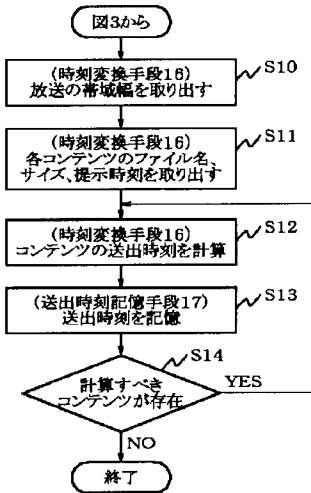 図3から
(時刻変換手段16)
放送の帯域幅を取り出す
S10
(時刻変換手段16)
各コンテンツのファイル名、
サイズ、提示時刻を取り出す
S11
(時刻変換手段16)
コンテンツの送出時刻を計算
S12
(送出時刻記憶手段17)
送出時刻を記憶
S13
計算すべき
コンテンツが存在
S14
YES
NO
終了